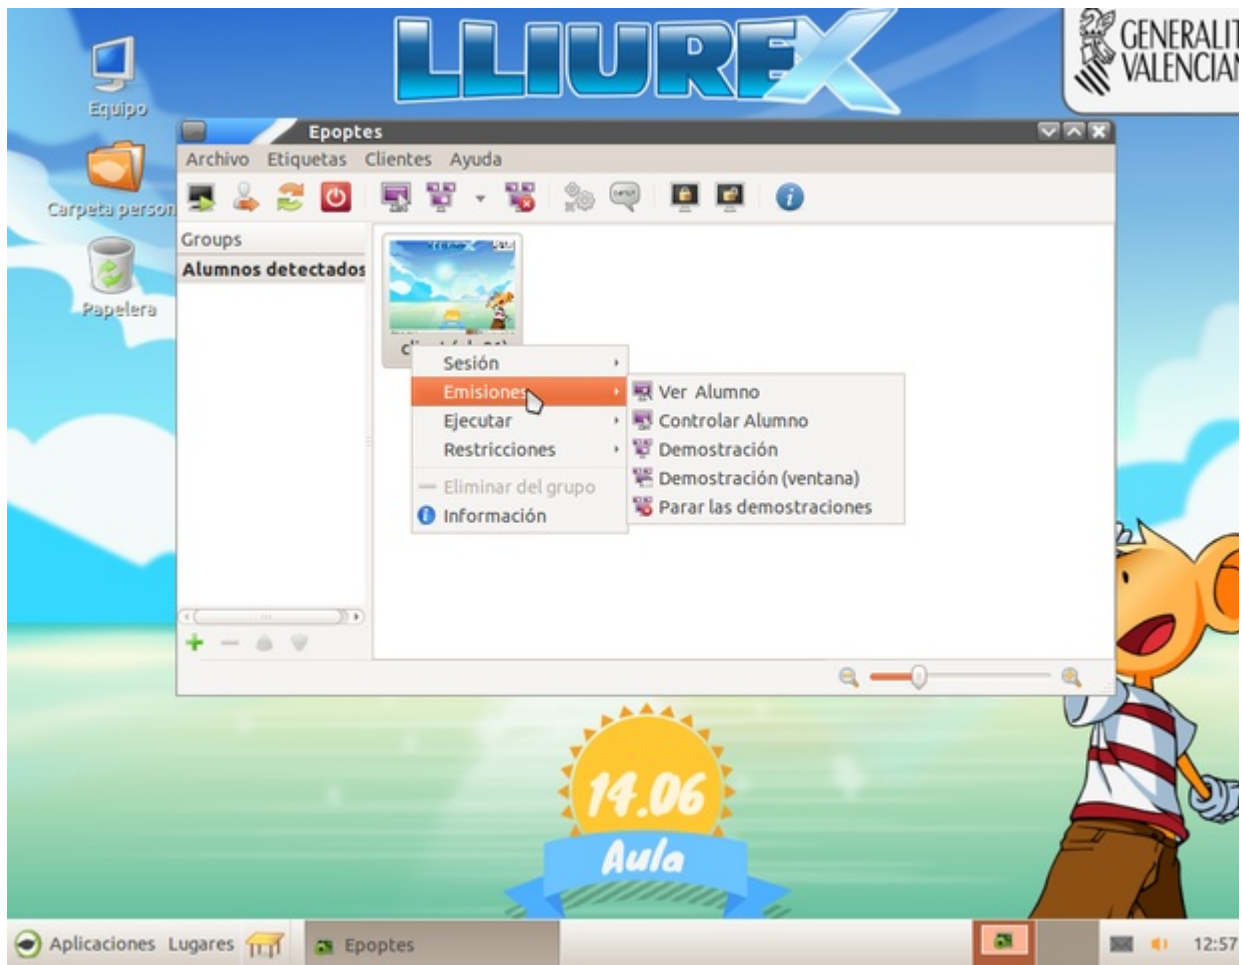 LLIUREX
GENERALIT
VALENCIAN
Equipo
Carpeta person
Papelera
Epoptes
Archivo Etiquetas Clientes Ayuda
Groups
Alumnos detectados
Sesión
Emisiones
Ejecutar
Restricciones
Eliminar del grupo
Información
Ver Alumno
Controlar Alumno
Demostración
Demostración (ventana)
Parar las demostraciones
14.06
Aula
Aplicaciones Lugares Epoptes 12:57